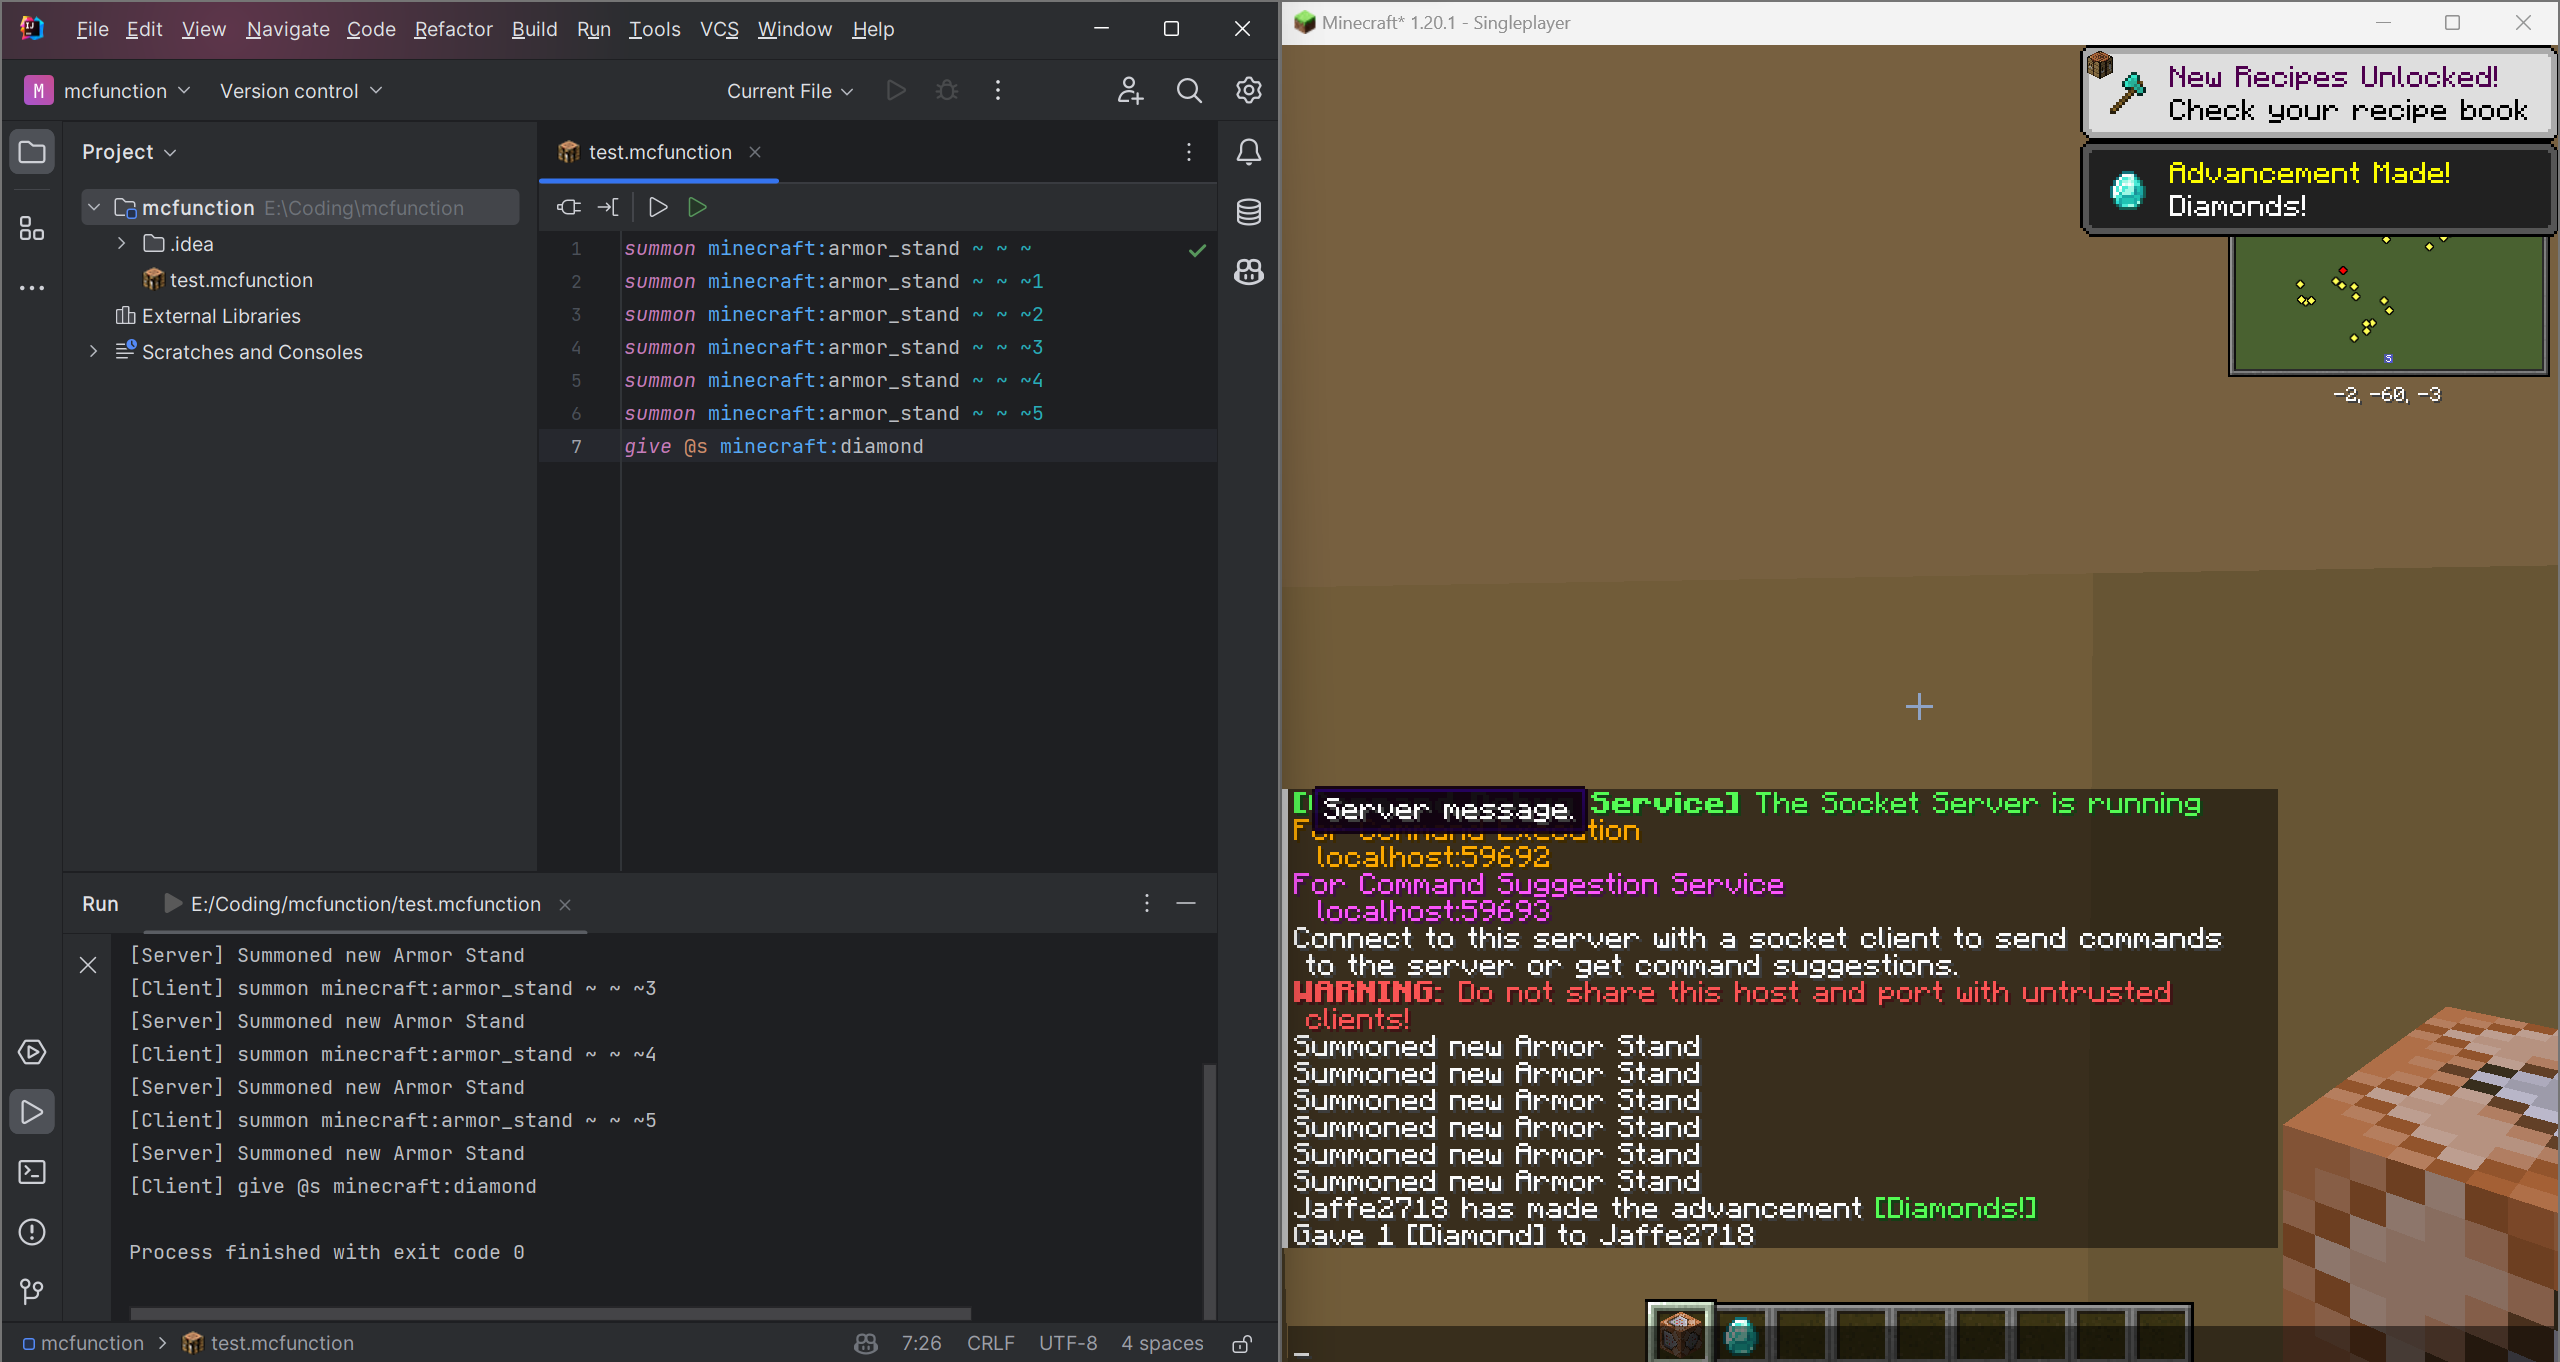 File Edit View Navigate Code Refactor Build Run Tools VCS Window Help
M mcfunction Version control Current File
Project
mcfunction E:\Coding\mcfunction
.idea
test.mcfunction
External Libraries
Scratches and Consoles
test.mcfunction
1 summon minecraft:armor_stand ~ ~ ~
2 summon minecraft:armor_stand ~ ~ ~1
3 summon minecraft:armor_stand ~ ~ ~2
4 summon minecraft:armor_stand ~ ~ ~3
5 summon minecraft:armor_stand ~ ~ ~4
6 summon minecraft:armor_stand ~ ~ ~5
7 give @s minecraft:diamond
Run E:/Coding/mcfunction/test.mcfunction
[Server] Summoned new Armor Stand
[Client] summon minecraft:armor_stand ~ ~ ~3
[Server] Summoned new Armor Stand
[Client] summon minecraft:armor_stand ~ ~ ~4
[Server] Summoned new Armor Stand
[Client] summon minecraft:armor_stand ~ ~ ~5
[Server] Summoned new Armor Stand
[Client] give @s minecraft:diamond
Process finished with exit code 0
mcfunction test.mcfunction 7:26 CRLF UTF-8 4 spaces
Minecraft* 1.20.1 - Singleplayer
New Recipes Unlocked!
Check your recipe book
Advancement Made!
Diamonds!
S
-2, -60, -3
Server message.
Service] The Socket Server is running
For
localhost:59692
For Command Suggestion Service
localhost:59693
Connect to this server with a socket client to send commands
to the server or get command suggestions.
WARNING: Do not share this host and port with untrusted
clients!
Summoned new Armor Stand
Summoned new Armor Stand
Summoned new Armor Stand
Summoned new Armor Stand
Summoned new Armor Stand
Summoned new Armor Stand
Jaffe2718 has made the advancement [Diamonds!]
Gave 1 [Diamond] to Jaffe2718
_